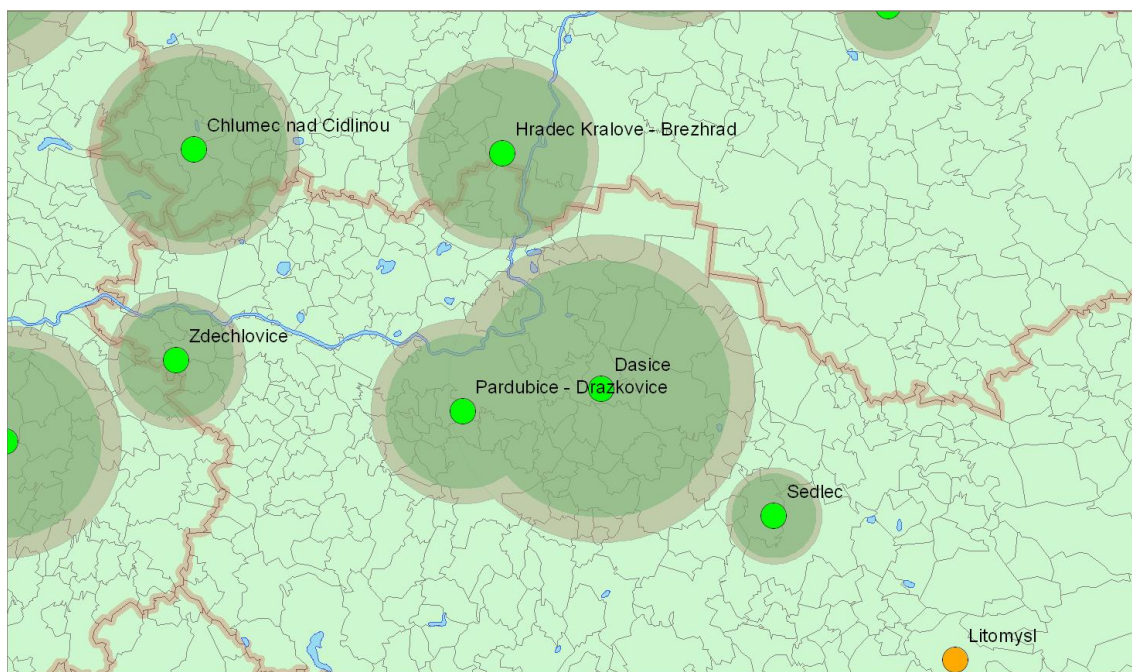 Chlumec nad Cidlinou
Hradec Kralove - Brezhrad
Zdechlovice
Dasice
Pardubice - Drazkovice
Sedlec
Litomysl